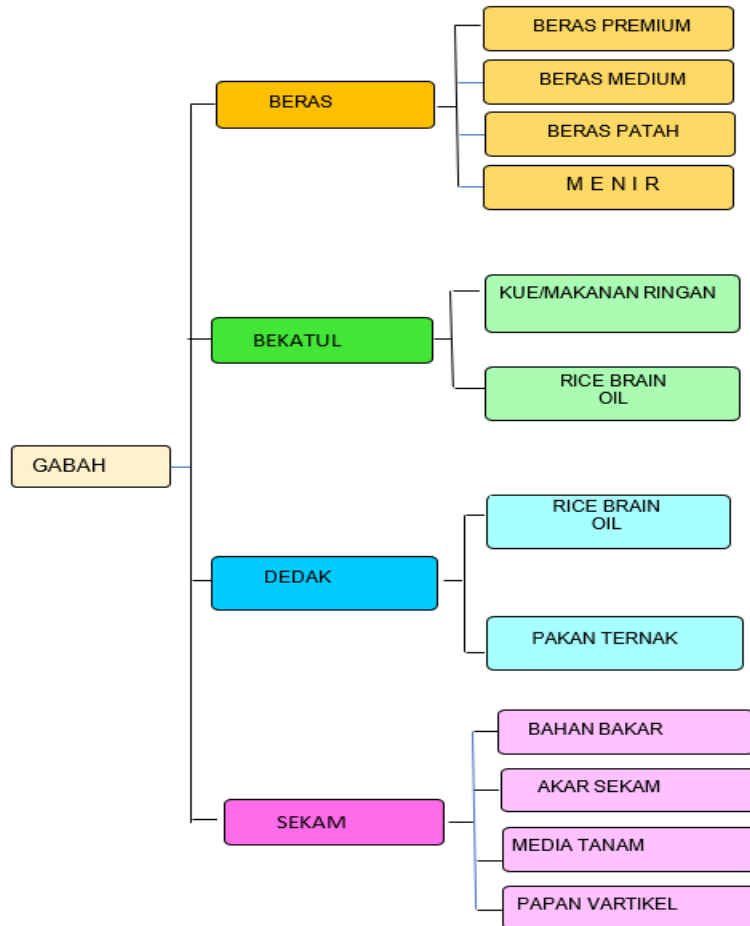 GABAH
BERAS
BERAS PREMIUM
BERAS MEDIUM
BERAS PATAH
M E N I R
BEKATUL
KUE/MAKANAN RINGAN
RICE BRAIN
OIL
DEDAK
RICE BRAIN
OIL
PAKAN TERNAK
SEKAM
BAHAN BAKAR
AKAR SEKAM
MEDIA TANAM
PAPAN VARTIKEL